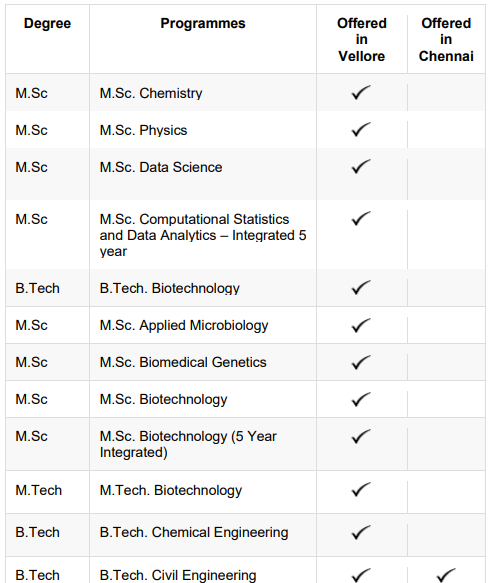 Degree Programmes Offered in Vellore Offered in Chennai
M.Sc M.Sc. Chemistry ✓
M.Sc M.Sc. Physics ✓
M.Sc M.Sc. Data Science ✓
M.Sc M.Sc. Computational Statistics ✓
and Data Analytics – Integrated 5
year
B.Tech B.Tech. Biotechnology ✓
M.Sc M.Sc. Applied Microbiology ✓
M.Sc M.Sc. Biomedical Genetics ✓
M.Sc M.Sc. Biotechnology ✓
M.Sc M.Sc. Biotechnology (5 Year ✓
Integrated)
M.Tech M.Tech. Biotechnology ✓
B.Tech B.Tech. Chemical Engineering ✓
B.Tech B.Tech. Civil Engineering ✓ ✓